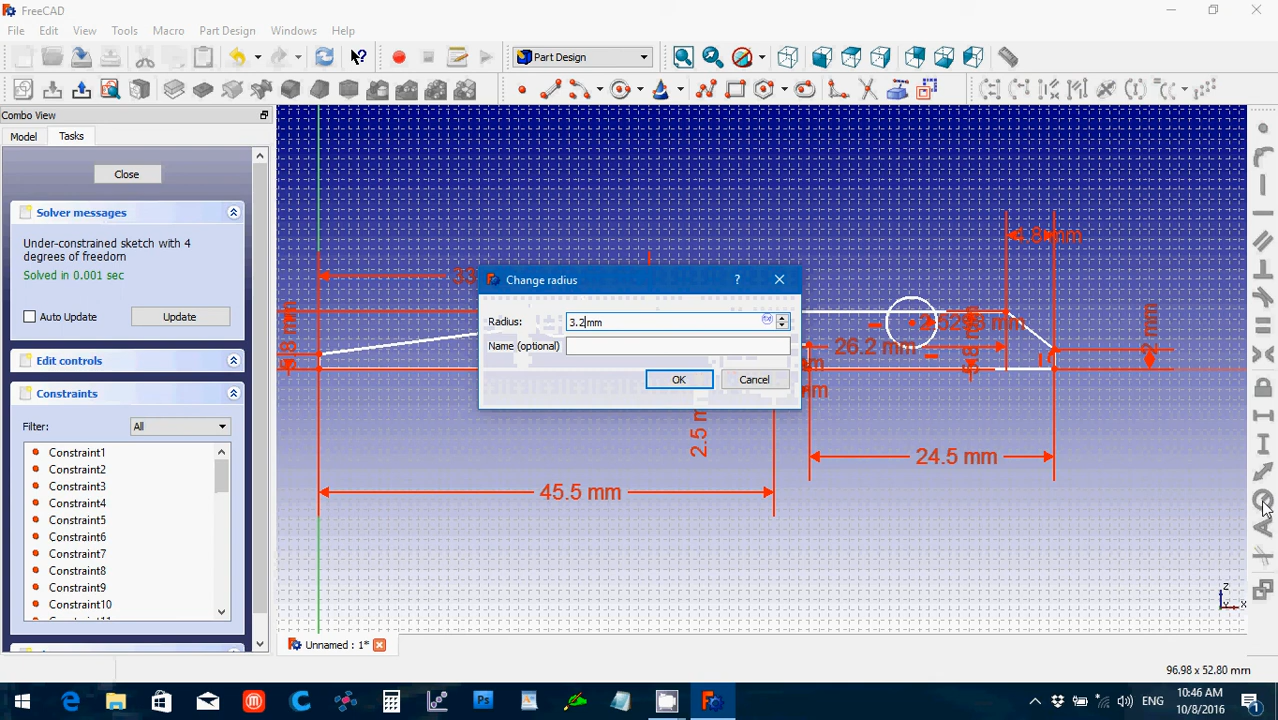 FreeCAD
File Edit View Tools Macro Part Design Windows Help
Part Design
Combo View
Model Tasks
Close
Solver messages
Under-constrained sketch with 4
degrees of freedom
Solved in 0.001 sec
Auto Update Update
Edit controls
Constraints
Filter: All
Constraint1
Constraint2
Constraint3
Constraint4
Constraint5
Constraint6
Constraint7
Constraint8
Constraint9
Constraint10
Change radius
Radius: 3.2mm
Name (optional)
OK Cancel
26.2 mm
2 mm
24.5 mm
45.5 mm
Z
X
Unnamed : 1*
96.98 x 52.80 mm
ENG
10:46 AM
10/8/2016